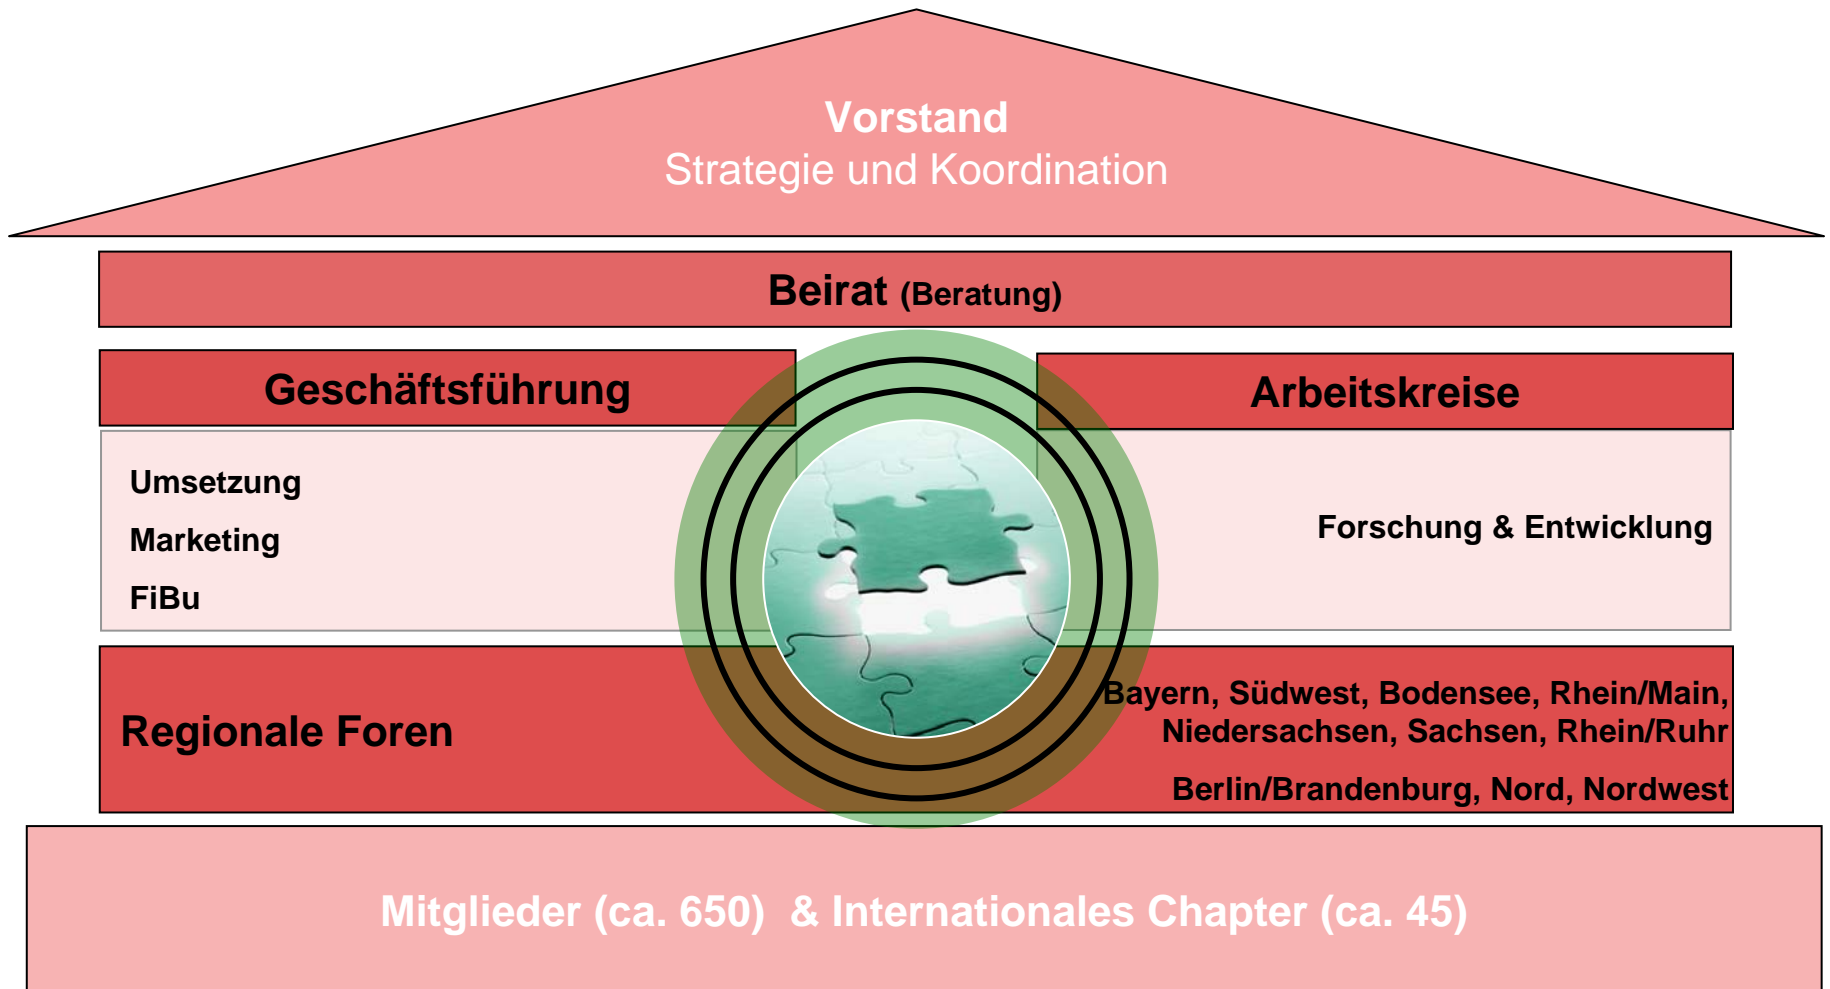 Vorstand
Strategie und Koordination
Beirat (Beratung)
Geschäftsführung
Arbeitskreise
Umsetzung
Marketing
FiBu
Forschung & Entwicklung
Regionale Foren
Bayern, Südwest, Bodensee, Rhein/Main,
Niedersachsen, Sachsen, Rhein/Ruhr
Berlin/Brandenburg, Nord, Nordwest
Mitglieder (ca. 650) & Internationales Chapter (ca. 45)